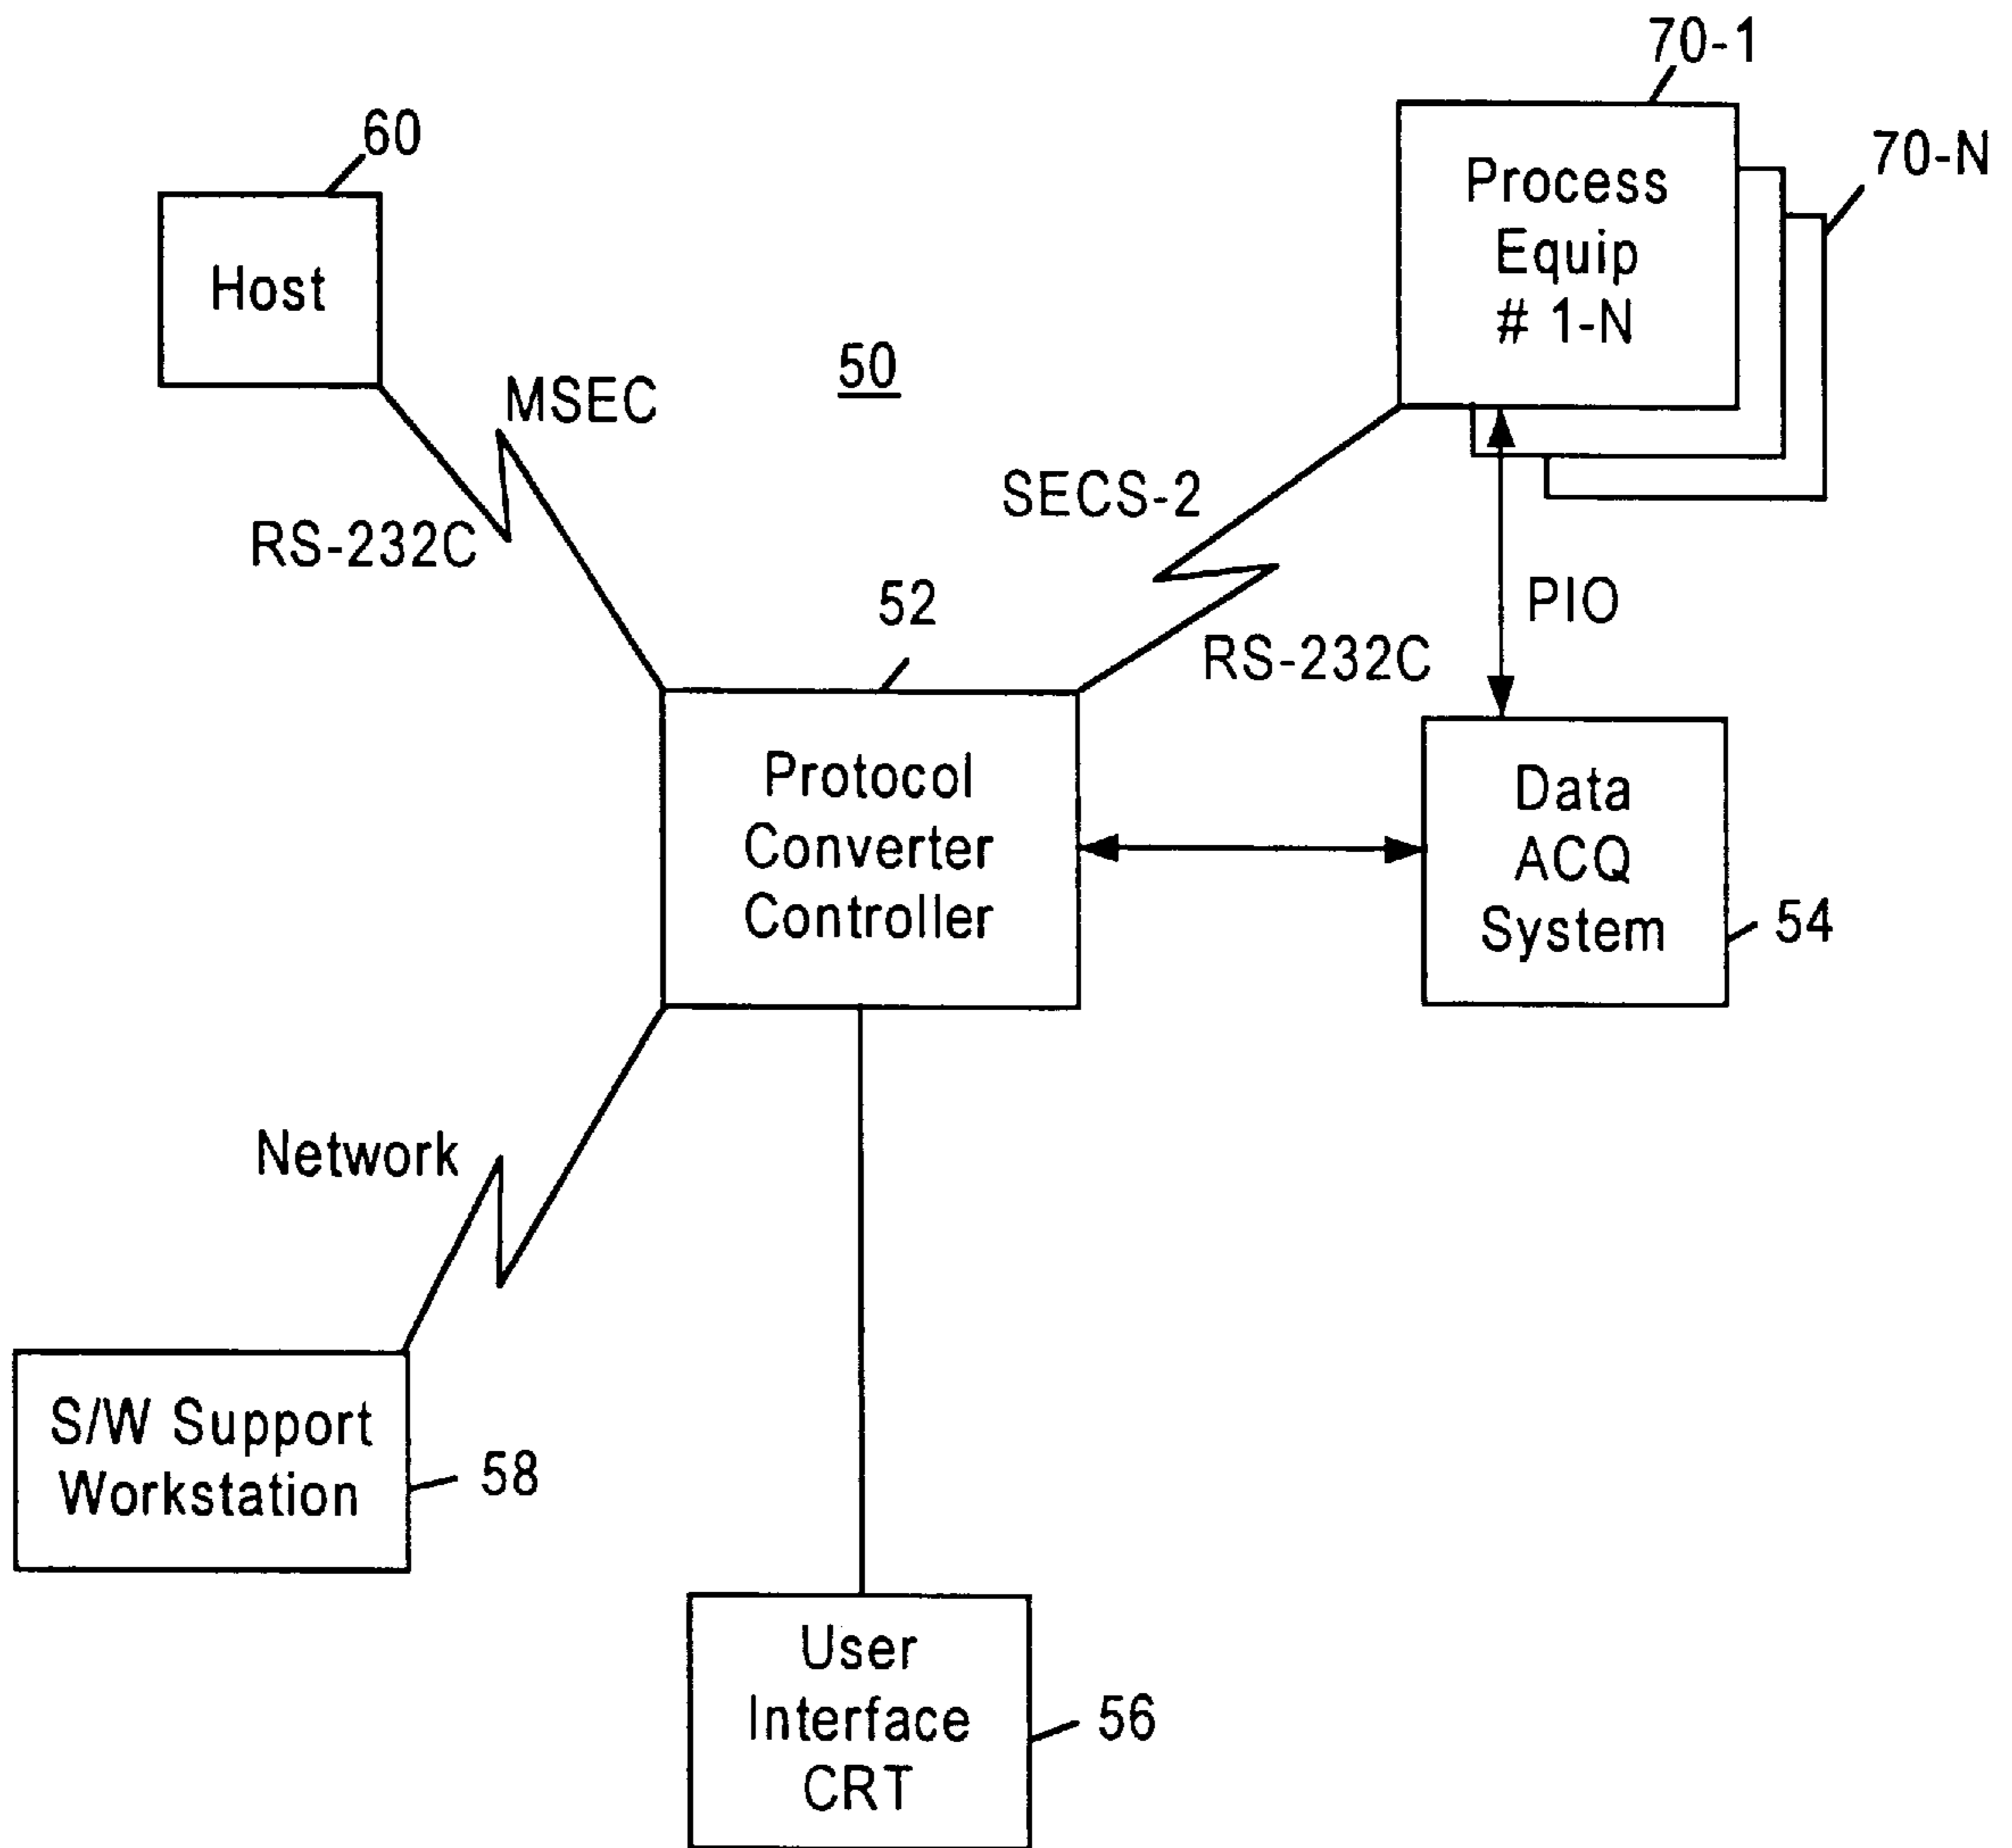 70-1
60
70-N
Process
Equip
# 1-N
Host
50
MSEC
SECS-2
RS-232C
52
PIO
RS-232C
Protocol
Converter
Controller
Data
ACQ
System
54
Network
S/W Support
Workstation
58
User
Interface
CRT
56